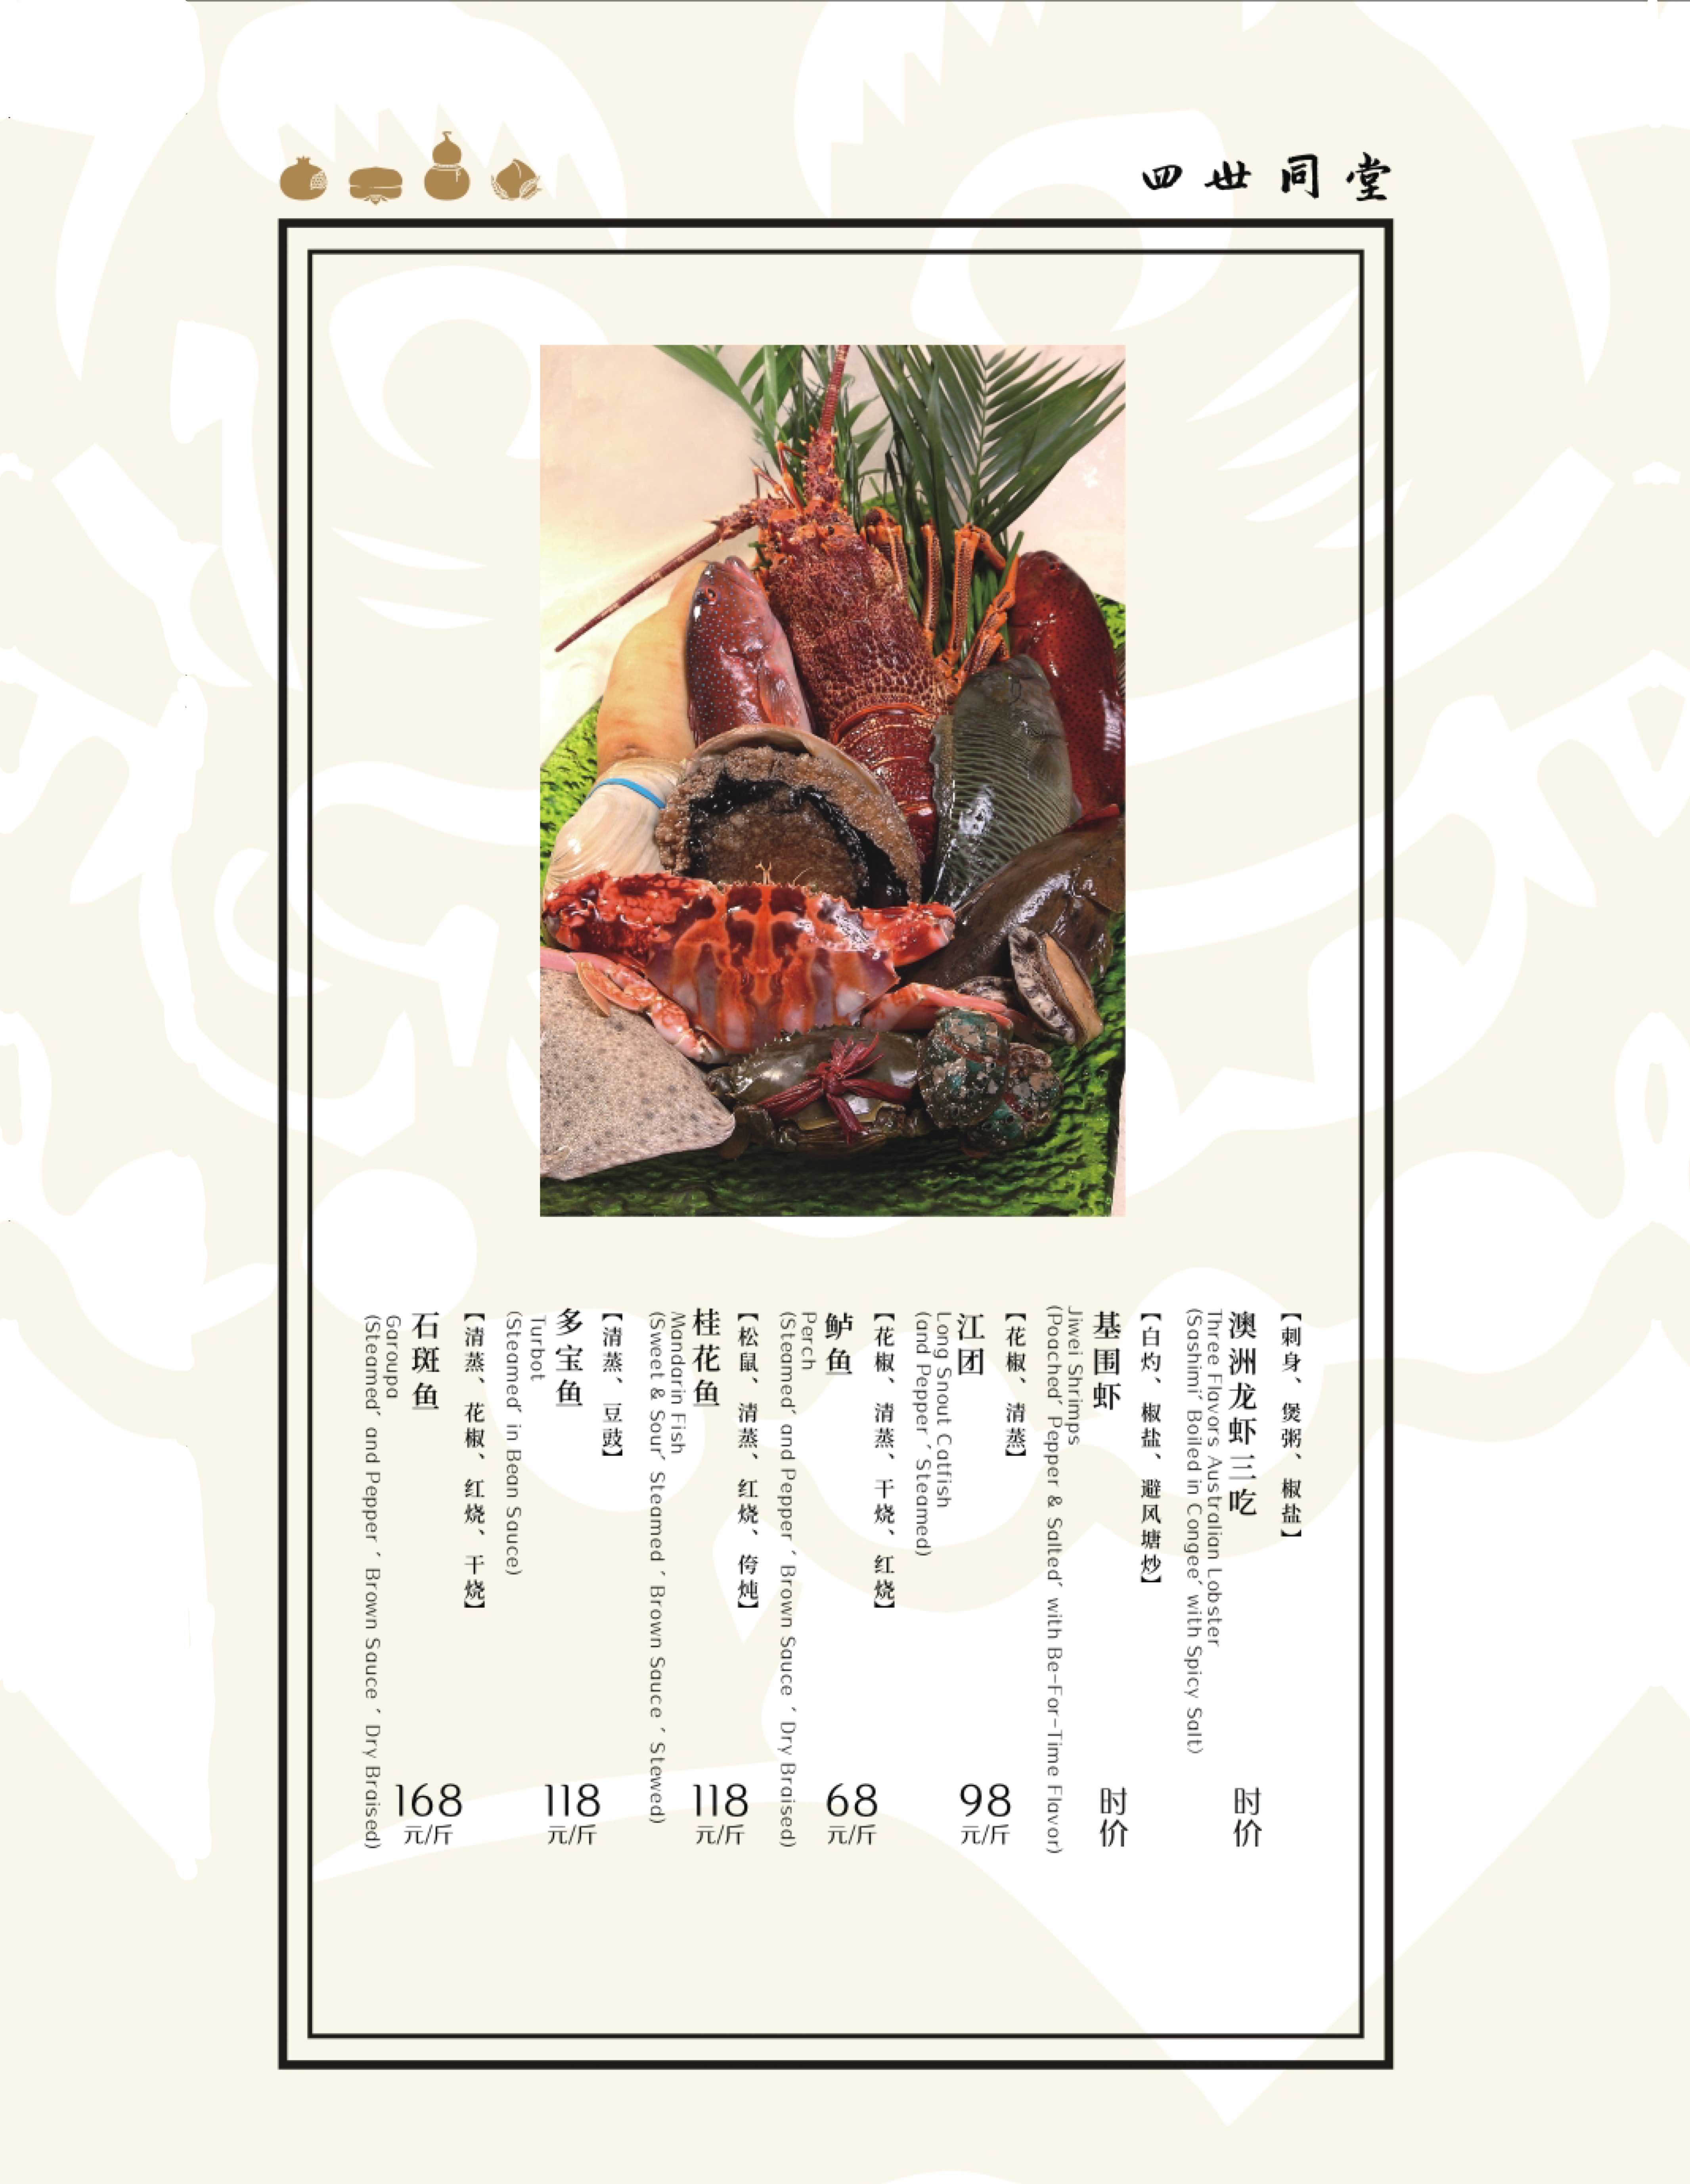 四世同堂
【刺身、煲粥、椒盐】
澳洲龙虾三吃
Three Flavors Australian Lobster
(Sashimi′ Boiled in Congee′ with Spicy Salt)
时价
【白灼、椒盐、避风塘炒】
基围虾
Jiwei Shrimps
(Poached′ Pepper & Salted′ with Be-For-Time Flavor)
时价
【花椒、清蒸】
江团
Long Snout Catfish
(and Pepper ′ Steamed)
98
元/斤
【花椒、清蒸、干烧、红烧】
鲈鱼
Perch
(Steamed′ and Pepper ′ Brown Sauce ′ Dry Braised)
68
元/斤
【松鼠、清蒸、红烧、侉炖】
桂花鱼
Mandarin Fish
(Sweet & Sour′ Steamed ′ Brown Sauce ′ Stewed)
118
元/斤
【清蒸、豆豉】
多宝鱼
Turbot
(Steamed′ in Bean Sauce)
118
元/斤
【清蒸、花椒、红烧、干烧】
石斑鱼
Garoupa
(Steamed′ and Pepper ′ Brown Sauce ′ Dry Braised)
168
元/斤